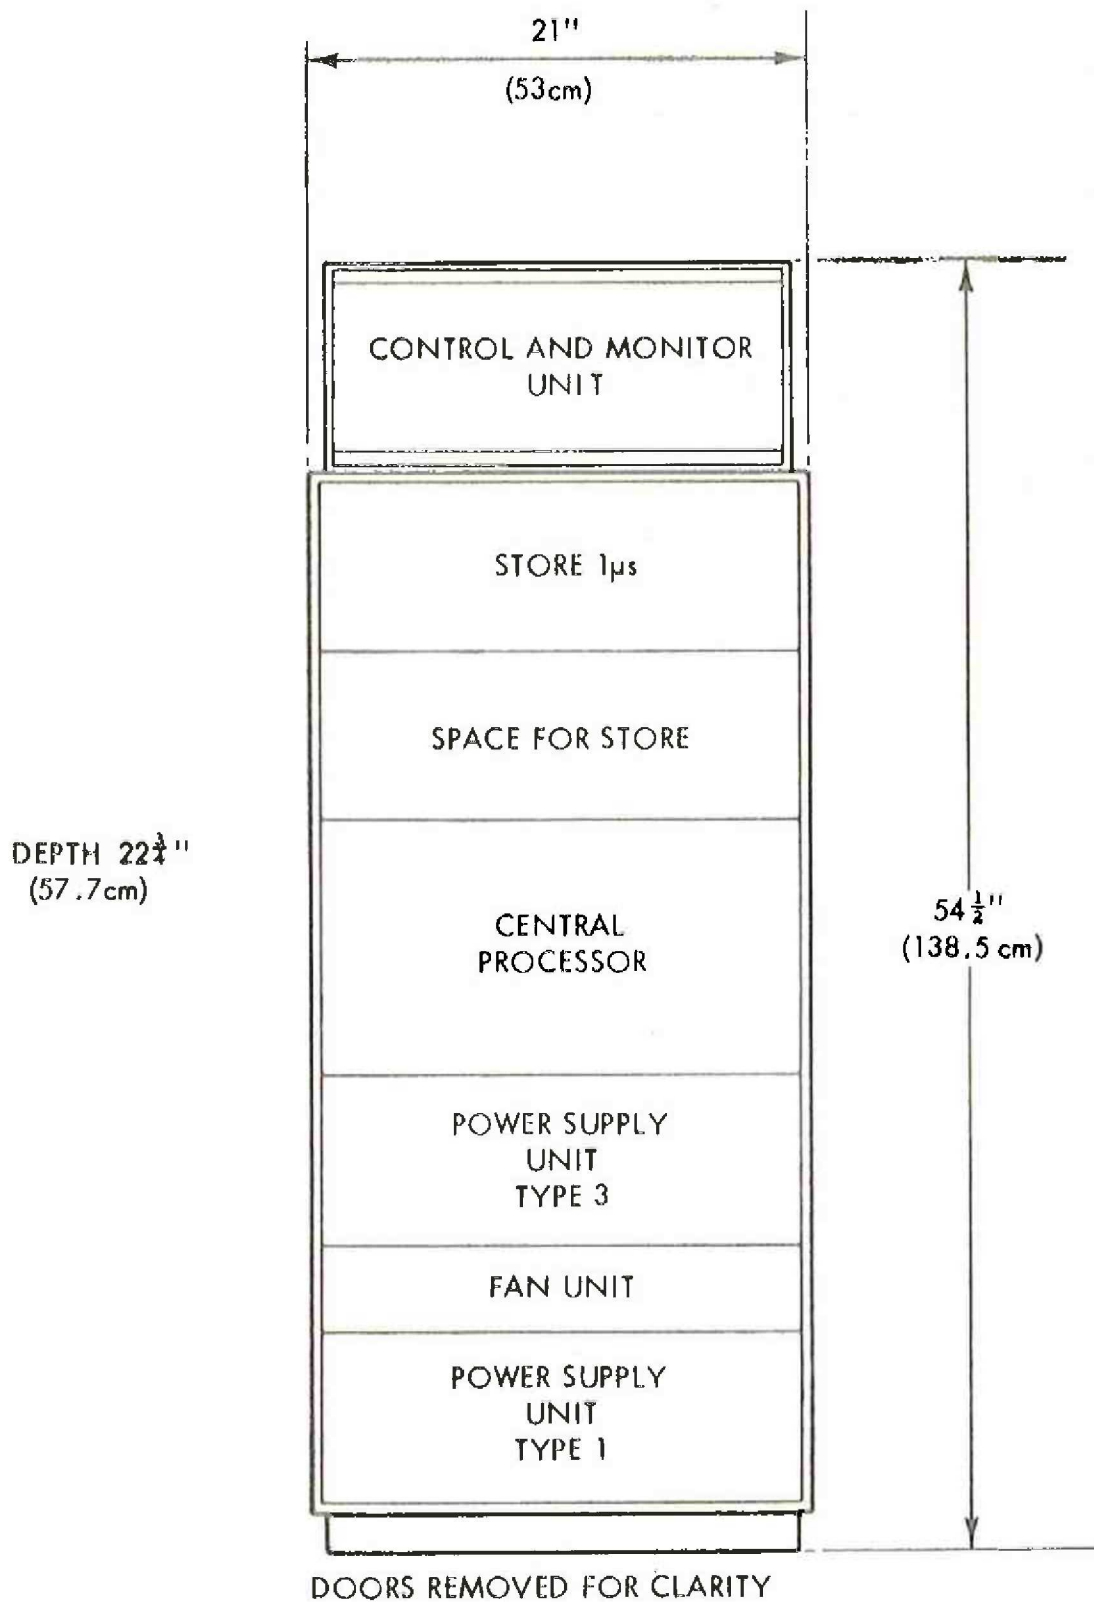 21"
(53cm)
CONTROL AND MONITOR
UNIT
STORE 1µs
SPACE FOR STORE
DEPTH 22¾"
(57.7cm)
CENTRAL
PROCESSOR
54½"
(138.5 cm)
POWER SUPPLY
UNIT
TYPE 3
FAN UNIT
POWER SUPPLY
UNIT
TYPE 1
DOORS REMOVED FOR CLARITY